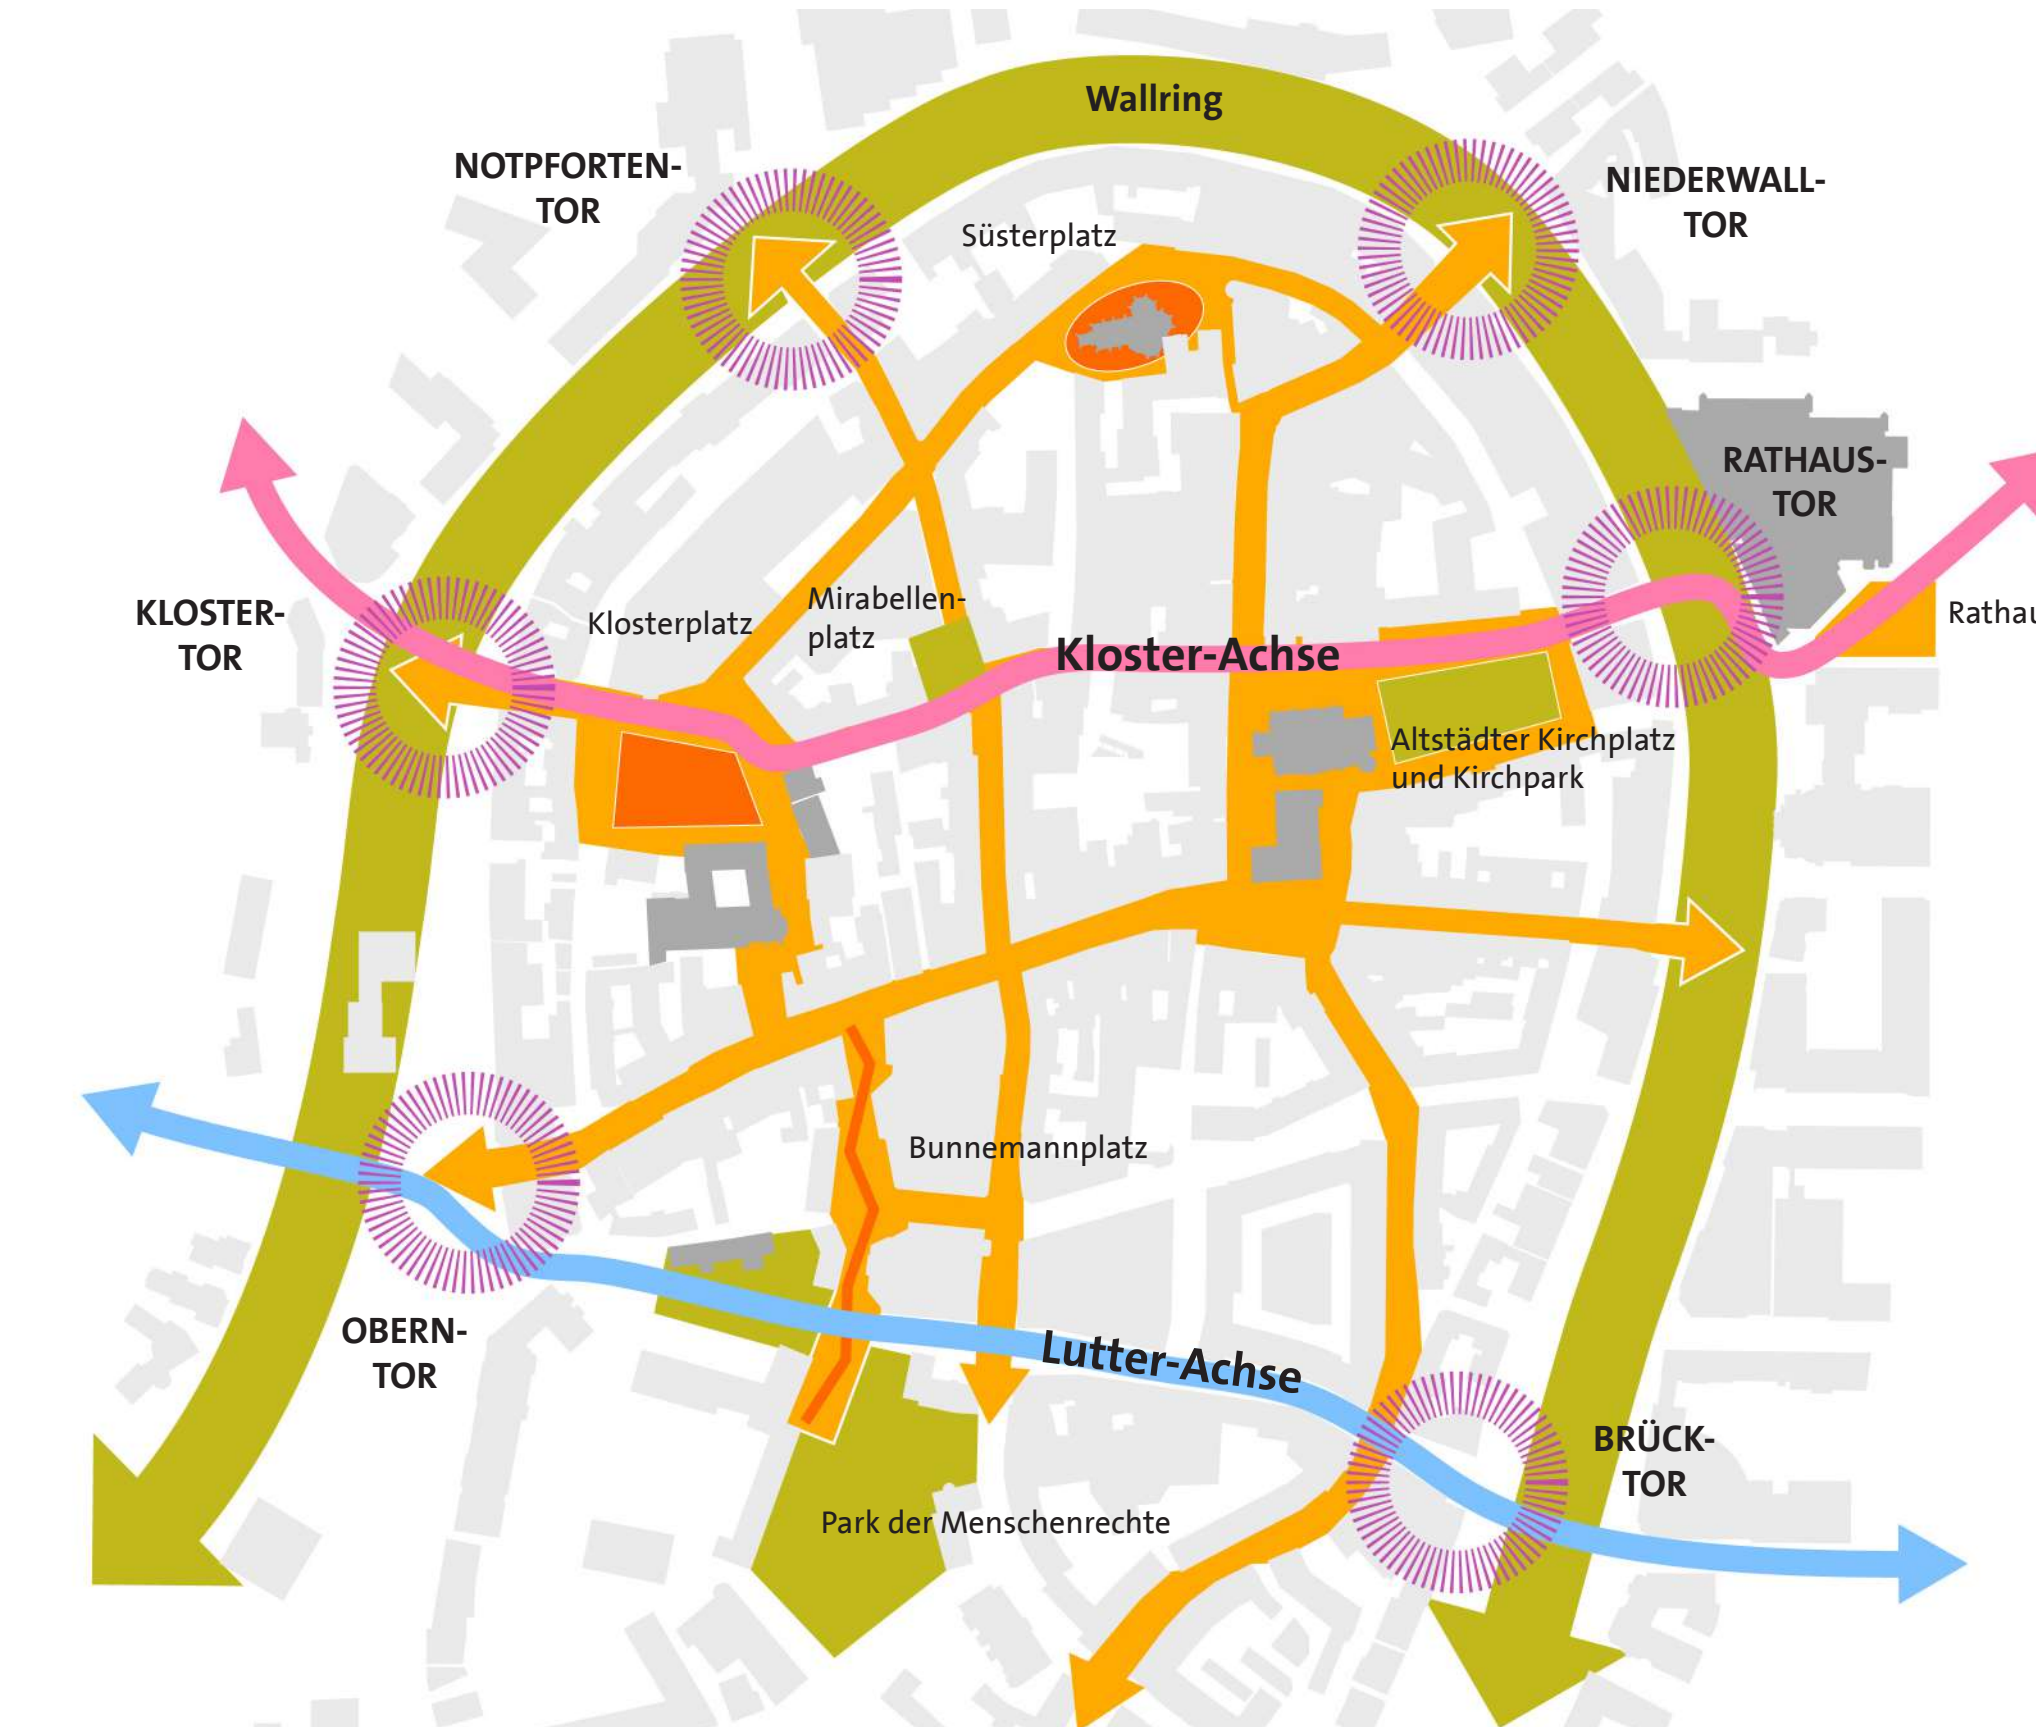 Wallring
NOTPFORTEN-
TOR
NIEDERWALL-
TOR
Süsterplatz
RATHAUS-
TOR
KLOSTER-
TOR
Klosterplatz
Mirabellen-
platz
Kloster-Achse
Rathau
Altstädter Kirchplatz
und Kirchpark
Bunnemannplatz
OBERN-
TOR
Lutter-Achse
BRÜCK-
TOR
Park der Menschenrechte